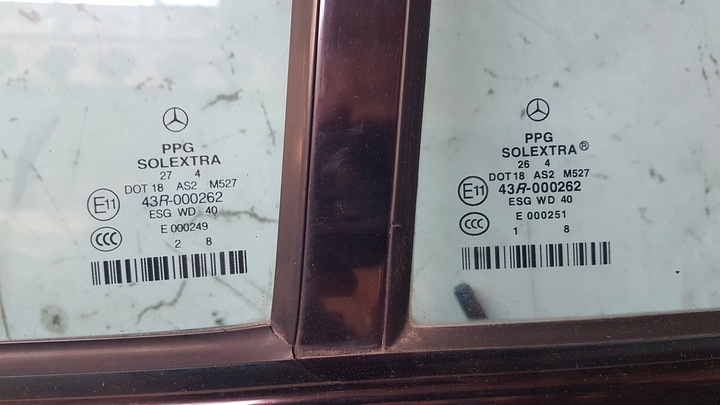 PPG
SOLEXTRA
27 4
DOT 18 AS2 M527
E11 43R-000262
ESG WD 40
CCC E 000249
2 8
PPG
SOLEXTRA®
26 4
DOT 18 AS2 M527
E11 43R-000262
ESG WD 40
CCC E 000251
1 8